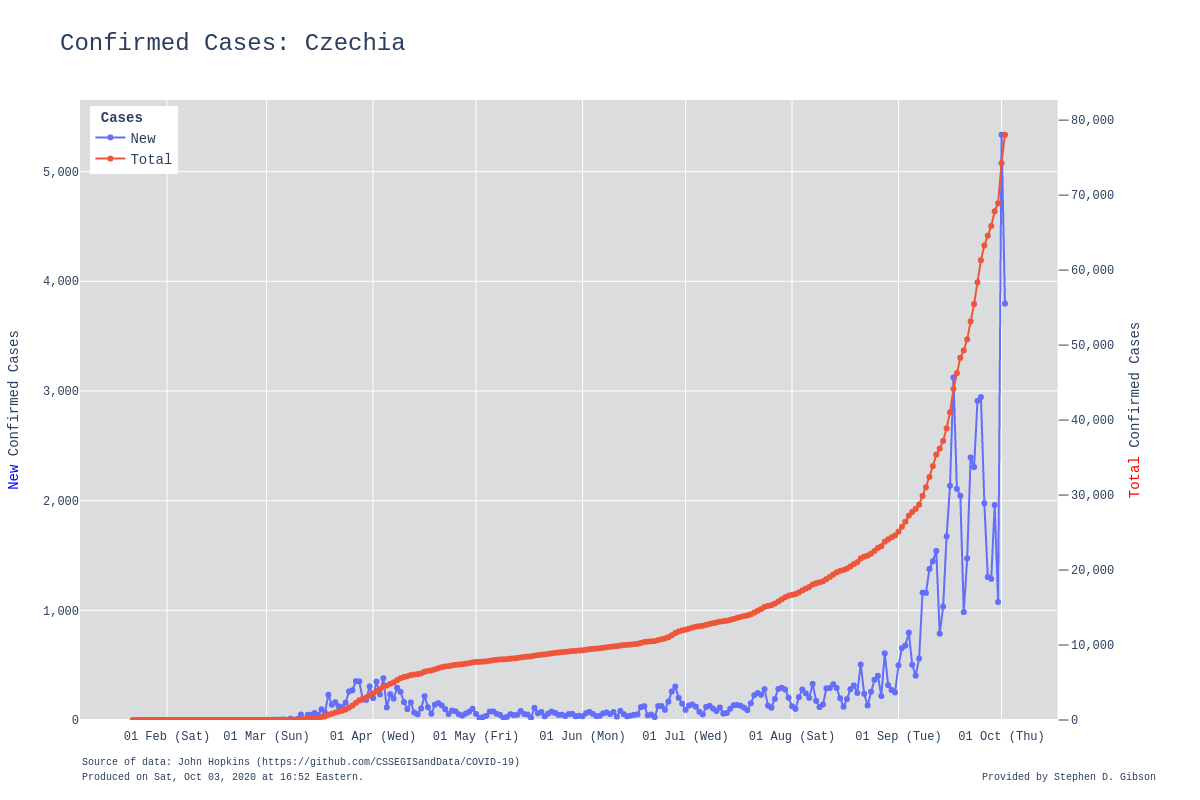 Confirmed Cases: Czechia
Cases
New
Total
5,000
4,000
3,000
2,000
1,000
0
New Confirmed Cases
80,000
70,000
60,000
50,000
40,000
30,000
20,000
10,000
0
Total Confirmed Cases
01 Feb (Sat) 01 Mar (Sun) 01 Apr (Wed) 01 May (Fri) 01 Jun (Mon) 01 Jul (Wed) 01 Aug (Sat) 01 Sep (Tue) 01 Oct (Thu)
Source of data: John Hopkins (https://github.com/CSSEGISandData/COVID-19)
Produced on Sat, Oct 03, 2020 at 16:52 Eastern.
Provided by Stephen D. Gibson